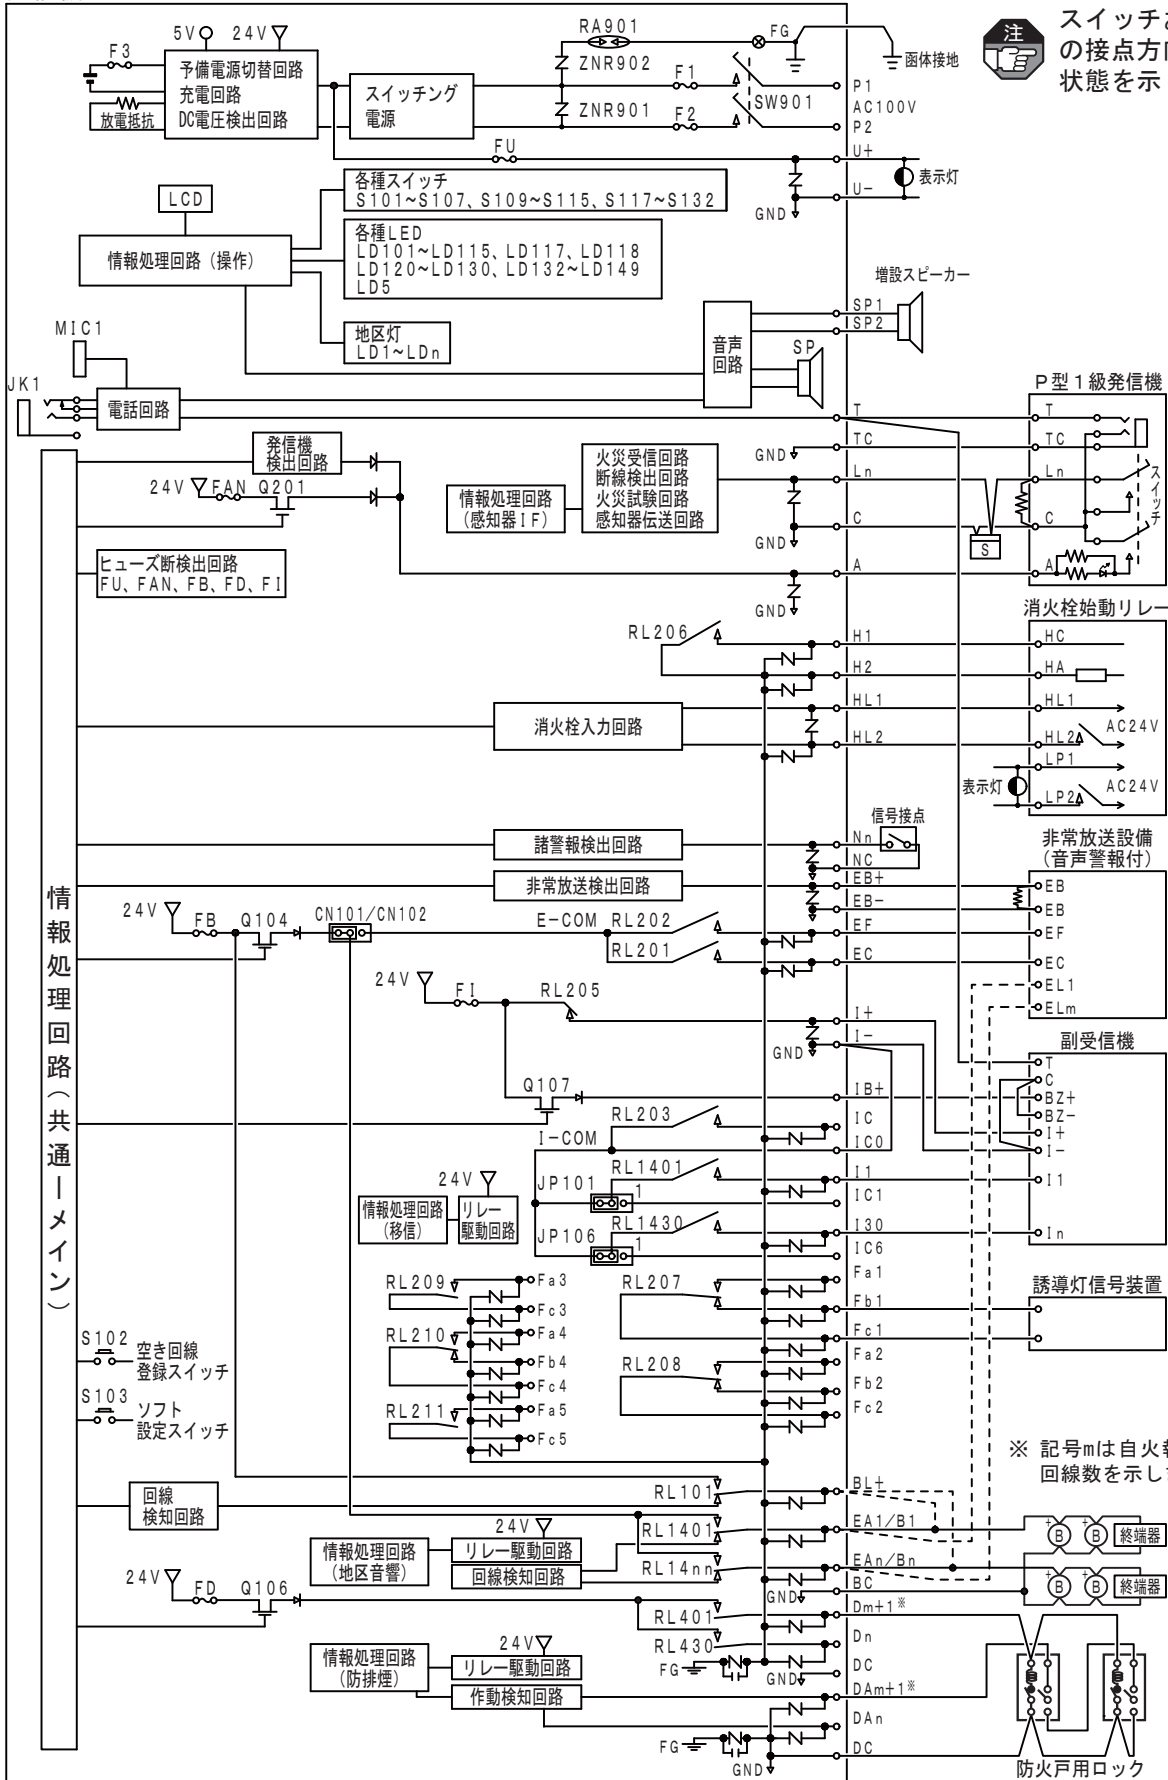 5V 24V
RA901
FG
注
スイッチ
の接点方
状態を示
F3
予備電源切替回路
充電回路
DC電圧検出回路
放電抵抗
スイッチング
電源
ZNR902
ZNR901
F1
F2
SW901
函体接地
P1
AC100V
P2
FU
U+
U−
表示灯
GND
LCD
各種スイッチ
S101~S107、S109~S115、S117~S132
情報処理回路(操作)
各種LED
LD101~LD115、LD117、LD118
LD120~LD130、LD132~LD149
LD5
地区灯
LD1~LDn
増設スピーカー
SP1
SP2
音声
回路
SP
MIC1
JK1
電話回路
P型1級発信機
T
T
TC
TC
GND
発信機
検出回路
24V FAN Q201
情報処理回路
(感知器IF)
火災受信回路
断線検出回路
火災試験回路
感知器伝送回路
Ln
Ln
C
C
GND
S
スイッチ
A
A
GND
ヒューズ断検出回路
FU、FAN、FB、FD、FI
消火栓始動リレー
RL206
H1
HC
H2
HA
HL1
HL1
消火栓入力回路
HL2
HL2
AC24V
LP1
表示灯
LP2
AC24V
信号接点
諸警報検出回路
Nn
NC
非常放送設備
(音声警報付)
非常放送検出回路
EB+
EB
EB−
EB
24V FB Q104 CN101/CN102
E−COM RL202
EF
EF
RL201
EC
EC
EL1
ELm
24V FI RL205
I+
I−
GND
副受信機
T
C
BZ+
BZ−
I+
I−
I1
In
Q107
IB+
RL203
IC
I−COM
IC0
24V
RL1401
I1
JP101 1
IC1
情報処理回路
(移信)
リレー
駆動回路
RL1430
I30
JP106 1
IC6
RL209
Fa3
Fc3
RL210
Fa4
Fb4
Fc4
RL211
Fa5
Fc5
RL207
Fa1
Fb1
Fc1
RL208
Fa2
Fb2
Fc2
誘導灯信号装置
情報処理回路(共通ーメイン)
S102
空き回線
登録スイッチ
S103
ソフト
設定スイッチ
※ 記号mは自火
回線数を示し
回線
検知回路
RL101
BL+
24V
RL1401
EA1/B1
情報処理回路
(地区音響)
リレー駆動回路
回線検知回路
RL14nn
EAn/Bn
BC
GND
+
B
+
B
終端器
+
B
+
B
終端器
24V FD Q106
RL401
Dm+1※
RL430
Dn
FG
DC
GND
24V
情報処理回路
(防排煙)
リレー駆動回路
作動検知回路
DAm+1※
DAn
FG
DC
GND
防火戸用ロック